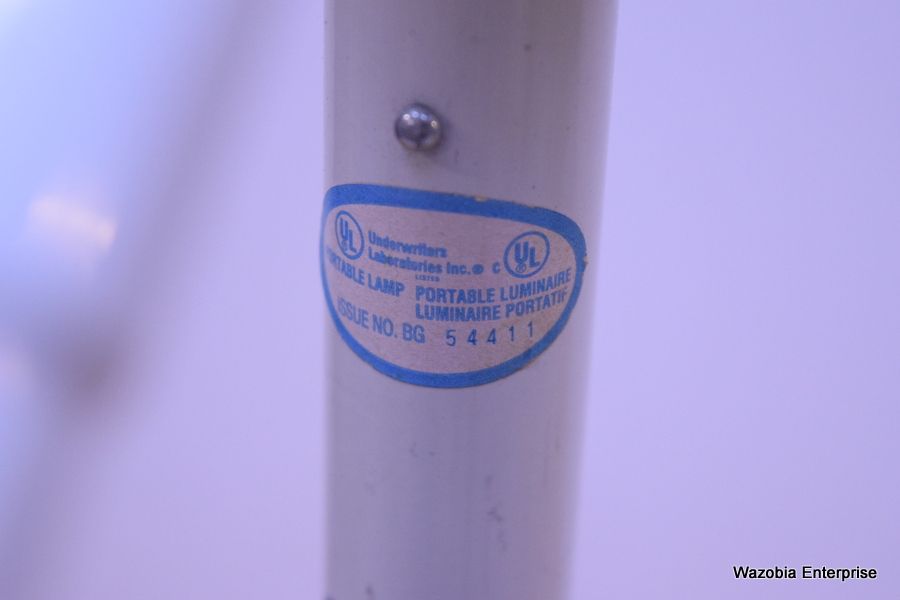 UL Underwriters Laboratories Inc.® C UL
LISTED
PORTABLE LAMP PORTABLE LUMINAIRE
LUMINAIRE PORTATIF
ISSUE NO. BG 54411
Wazobia Enterprise